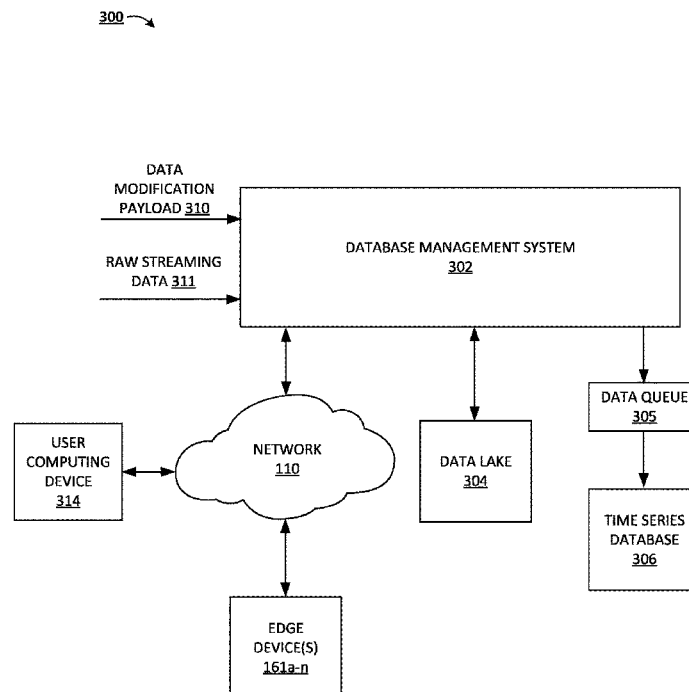 300
DATA
MODIFICATION
PAYLOAD 310
RAW STREAMING
DATA 311
DATABASE MANAGEMENT SYSTEM
302
DATA QUEUE
305
USER
COMPUTING
DEVICE
314
NETWORK
110
DATA LAKE
304
TIME SERIES
DATABASE
306
EDGE
DEVICE(S)
161a-n